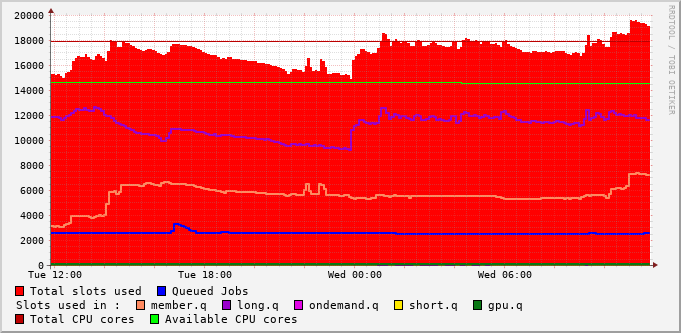 20000
18000
16000
14000
12000
10000
8000
6000
4000
2000
0
Tue 12:00 Tue 18:00 Wed 00:00 Wed 06:00
RRDTOOL / TOBI OETIKER
Total slots used Queued Jobs
Slots used in : member.q long.q ondemand.q short.q gpu.q
Total CPU cores Available CPU cores